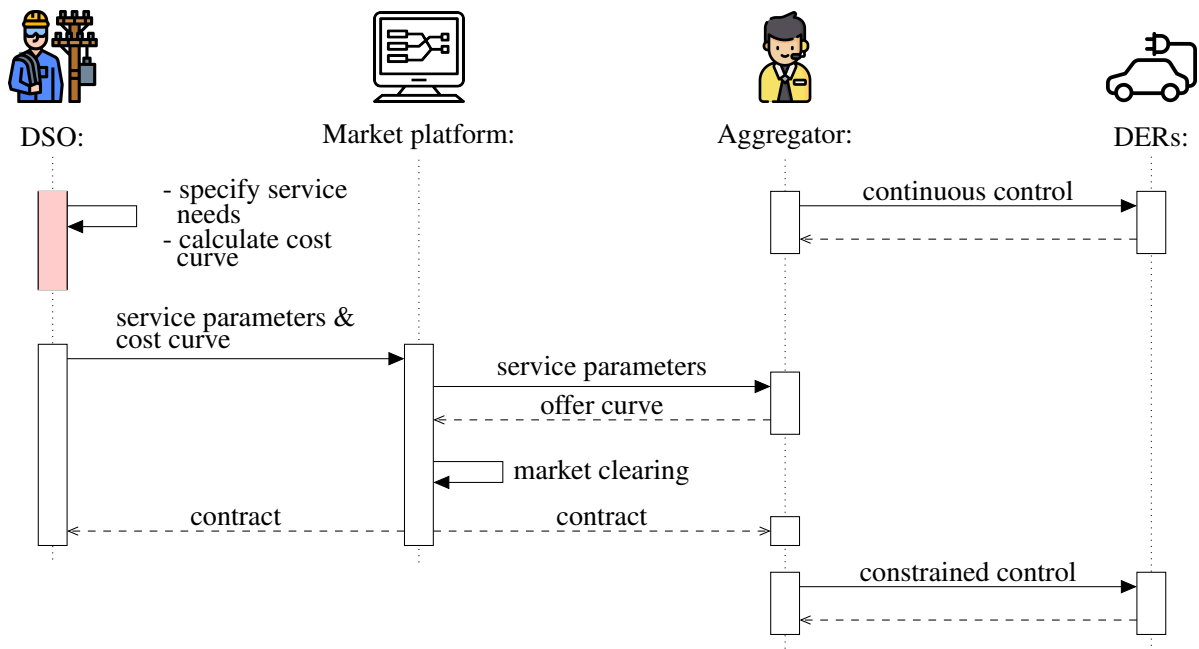 DSO:
Market platform:
Aggregator:
DERs:
- specify service
needs
- calculate cost
curve
continuous control
service parameters &
cost curve
service parameters
offer curve
market clearing
contract
contract
constrained control